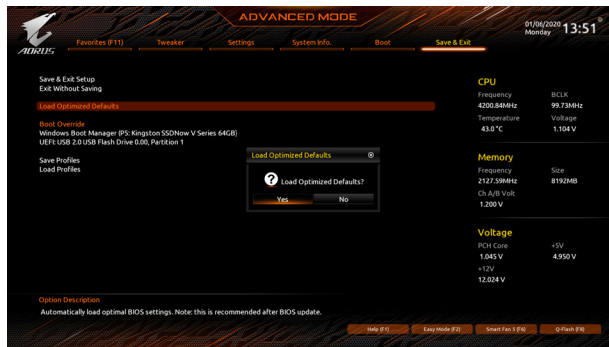 ADVANCED MODE
01/06/2020 Monday 13:51
AORUS
Favorites (F11) Tweaker Settings System Info. Boot Save & Exit
Save & Exit Setup
Exit Without Saving
Load Optimized Defaults
Boot Override
Windows Boot Manager (P5: Kingston SSDNow V Series 64GB)
UEFI: USB 2.0 USB Flash Drive 0.00, Partition 1
Save Profiles
Load Profiles
Load Optimized Defaults
Load Optimized Defaults?
Yes No
CPU
Frequency BCLK
4200.84MHz 99.73MHz
Temperature Voltage
43.0 °C 1.104 V
Memory
Frequency Size
2127.59MHz 8192MB
Ch A/B Volt
1.200 V
Voltage
PCH Core +5V
1.045 V 4.950 V
+12V
12.024 V
Option Description
Automatically load optimal BIOS settings. Note: this is recommended after BIOS update.
Help (F1) Easy Mode (F2) Smart Fan 5 (F6) Q-Flash (F8)